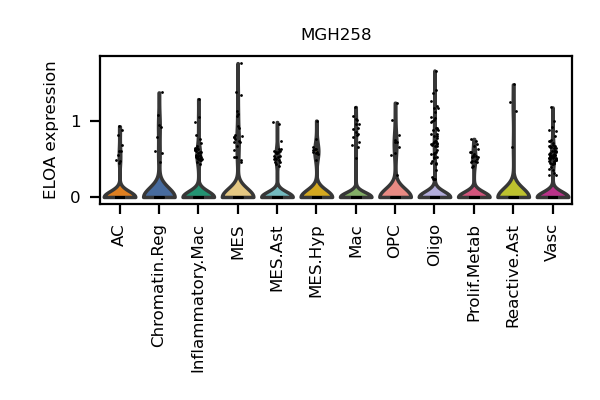 MGH258
ELOA expression
1
0
AC
Chromatin.Reg
Inflammatory.Mac
MES
MES.Ast
MES.Hyp
Mac
OPC
Oligo
Prolif.Metab
Reactive.Ast
Vasc